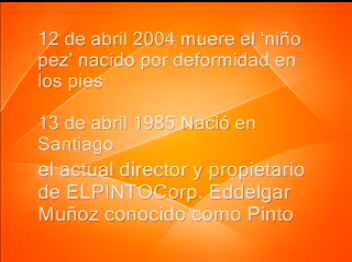 12 de abril 2004 muere el ‘niño
pez’ nacido por deformidad en
los pies
13 de abril 1985 Nació en
Santiago
el actual director y propietario
de ELPINTOCorp. Eddelgar
Muñoz conocido como Pinto